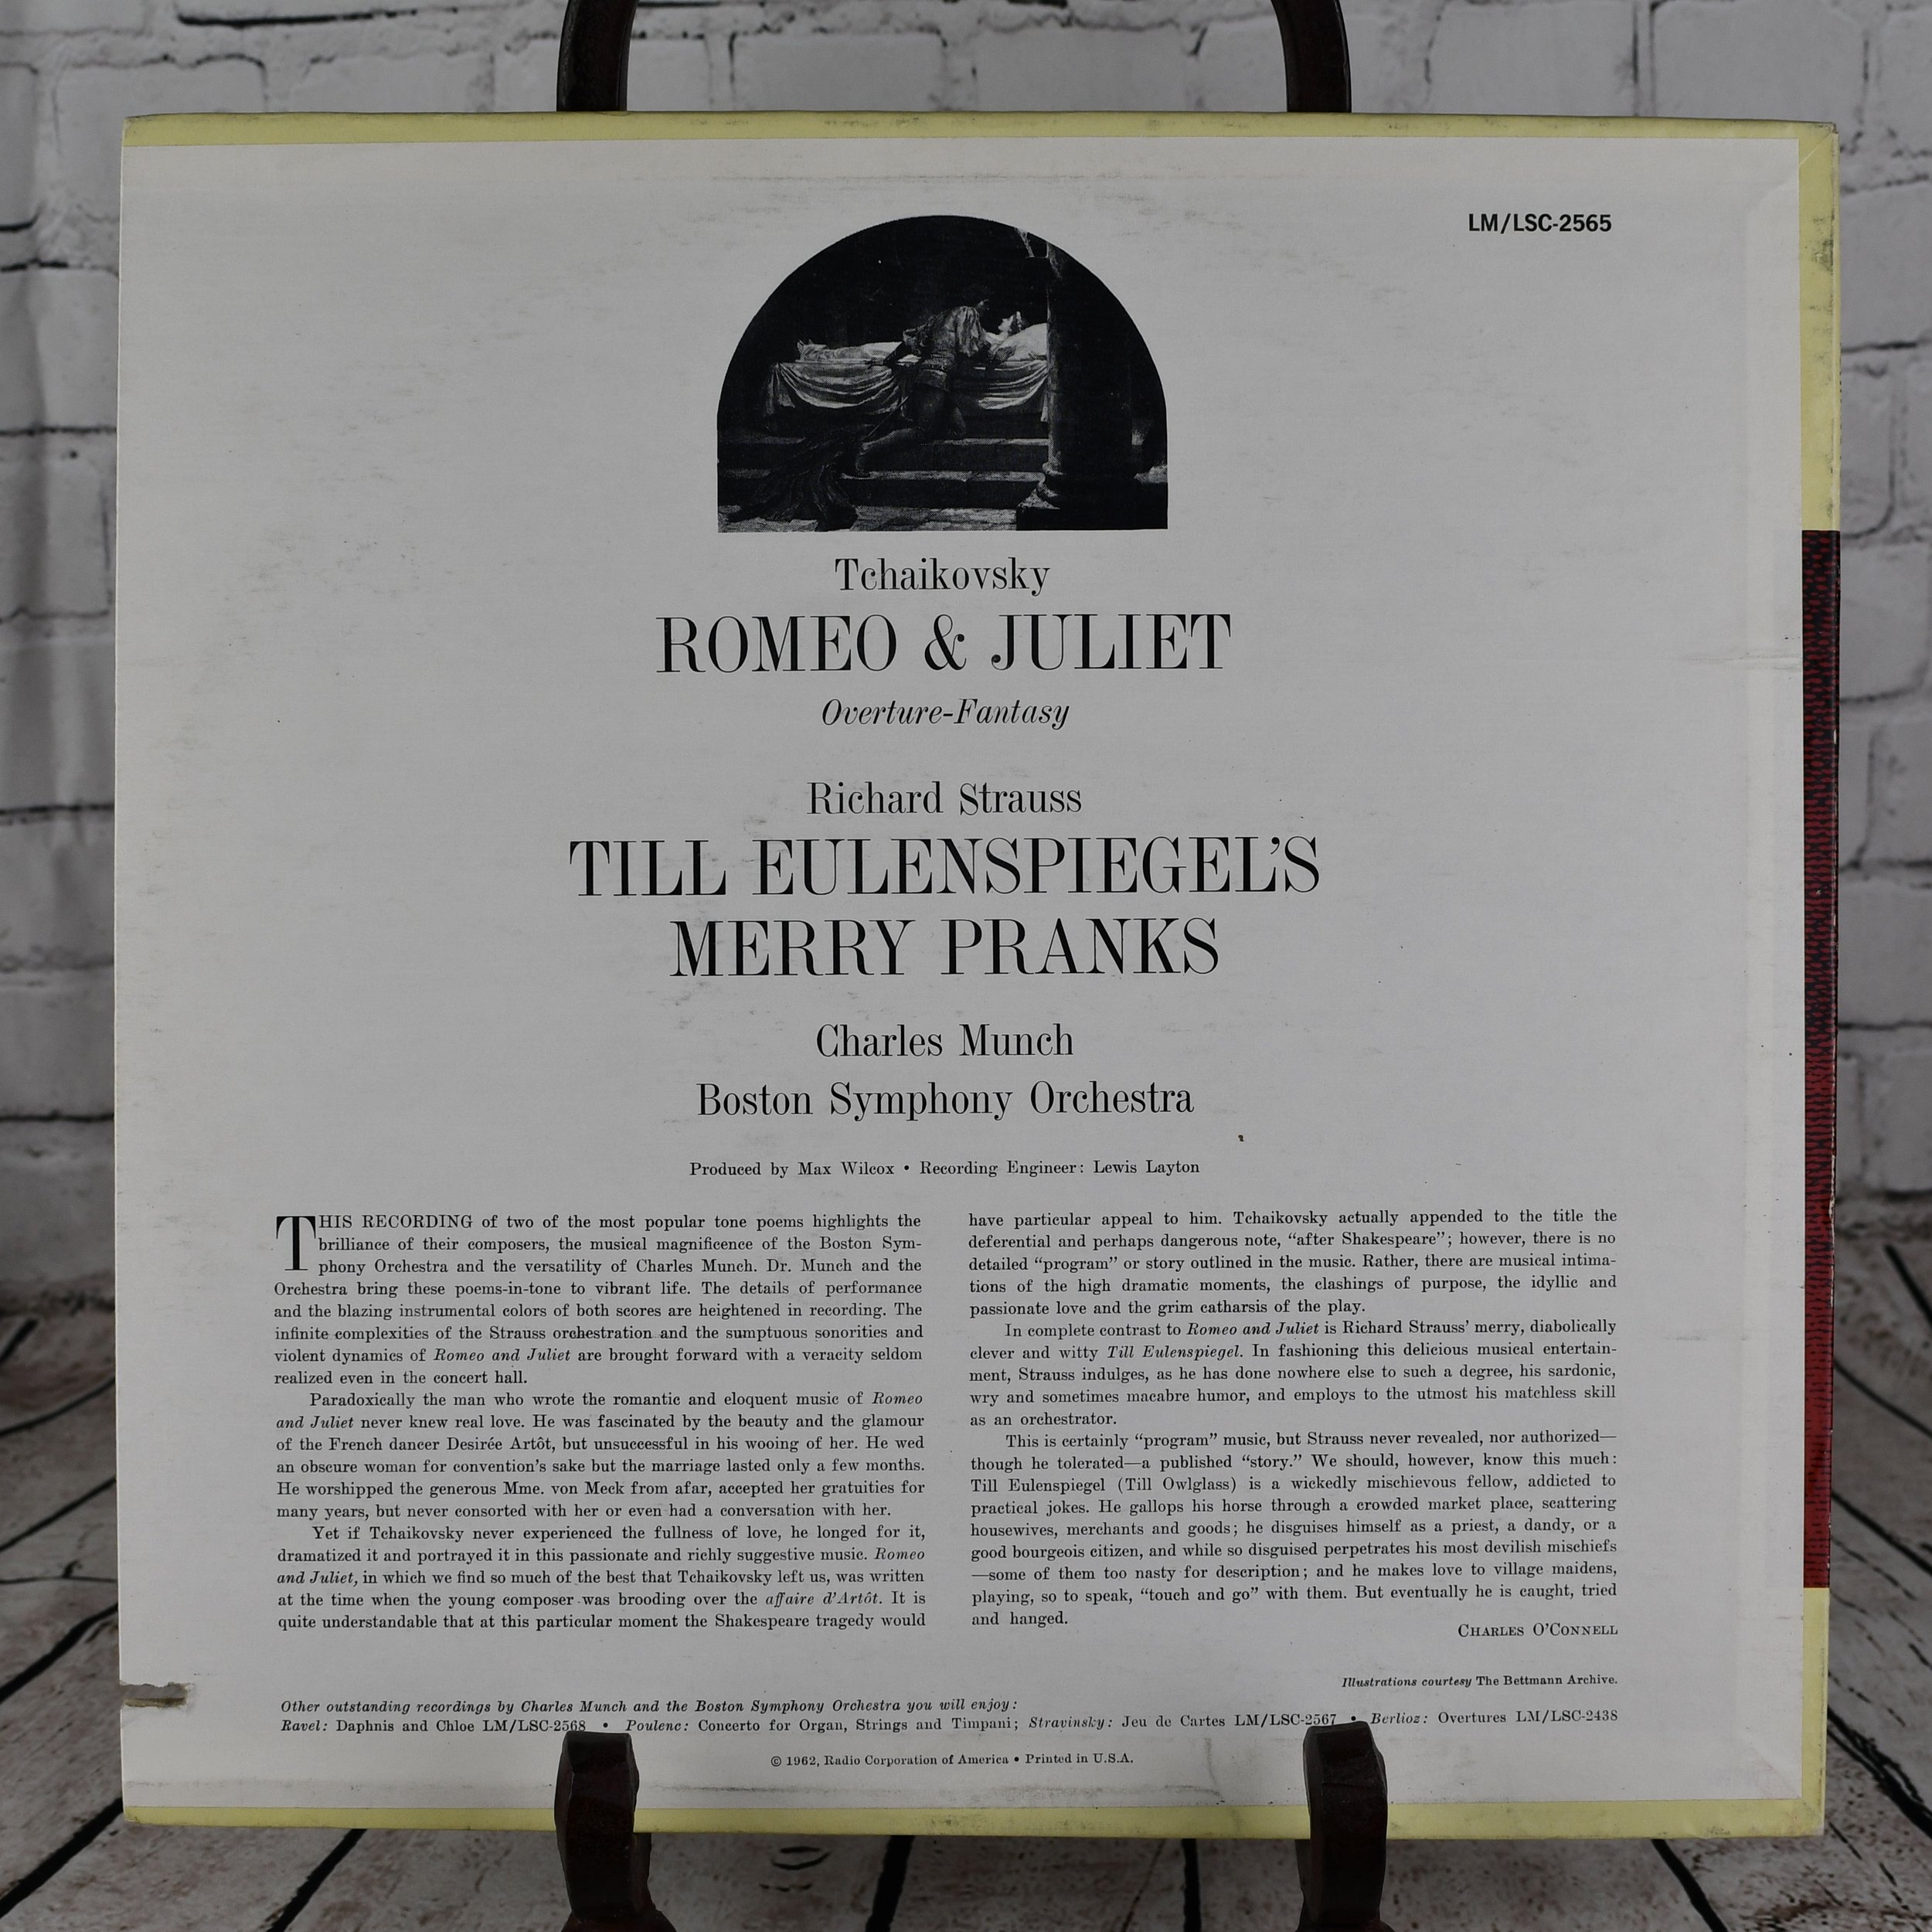 LM/LSC-2565
Tchaikovsky
ROMEO & JULIET
Overture-Fantasy
Richard Strauss
TILL EULENSPIEGEL'S
MERRY PRANKS
Charles Munch
Boston Symphony Orchestra
Produced by Max Wilcox • Recording Engineer: Lewis Layton
THIS RECORDING of two of the most popular tone poems highlights the
brilliance of their composers, the musical magnificence of the Boston Sym-
phony Orchestra and the versatility of Charles Munch. Dr. Munch and the
Orchestra bring these poems-in-tone to vibrant life. The details of performance
and the blazing instrumental colors of both scores are heightened in recording. The
infinite complexities of the Strauss orchestration and the sumptuous sonorities and
violent dynamics of Romeo and Juliet are brought forward with a veracity seldom
realized even in the concert hall.
Paradoxically the man who wrote the romantic and eloquent music of Romeo
and Juliet never knew real love. He was fascinated by the beauty and the glamour
of the French dancer Desirée Artôt, but unsuccessful in his wooing of her. He wed
an obscure woman for convention's sake but the marriage lasted only a few months.
He worshipped the generous Mme. von Meck from afar, accepted her gratuities for
many years, but never consorted with her or even had a conversation with her.
Yet if Tchaikovsky never experienced the fullness of love, he longed for it,
dramatized it and portrayed it in this passionate and richly suggestive music. Romeo
and Juliet, in which we find so much of the best that Tchaikovsky left us, was written
at the time when the young composer was brooding over the affaire d'Artôt. It is
quite understandable that at this particular moment the Shakespeare tragedy would
have particular appeal to him. Tchaikovsky actually appended to the title the
deferential and perhaps dangerous note, "after Shakespeare"; however, there is no
detailed "program" or story outlined in the music. Rather, there are musical intima-
tions of the high dramatic moments, the clashings of purpose, the idyllic and
passionate love and the grim catharsis of the play.
In complete contrast to Romeo and Juliet is Richard Strauss' merry, diabolically
clever and witty Till Eulenspiegel. In fashioning this delicious musical entertain-
ment, Strauss indulges, as he has done nowhere else to such a degree, his sardonic,
wry and sometimes macabre humor, and employs to the utmost his matchless skill
as an orchestrator.
This is certainly "program" music, but Strauss never revealed, nor authorized—
though he tolerated—a published "story." We should, however, know this much:
Till Eulenspiegel (Till Owlglass) is a wickedly mischievous fellow, addicted to
practical jokes. He gallops his horse through a crowded market place, scattering
housewives, merchants and goods; he disguises himself as a priest, a dandy, or a
good bourgeois citizen, and while so disguised perpetrates his most devilish mischiefs
—some of them too nasty for description; and he makes love to village maidens,
playing, so to speak, "touch and go" with them. But eventually he is caught, tried
and hanged.
CHARLES O'CONNELL
Illustrations courtesy The Bettmann Archive.
Other outstanding recordings by Charles Munch and the Boston Symphony Orchestra you will enjoy:
Ravel: Daphnis and Chloe LM/LSC-2568 • Poulenc: Concerto for Organ, Strings and Timpani; Stravinsky: Jeu de Cartes LM/LSC-2567 • Berlioz: Overtures LM/LSC-2438
© 1962, Radio Corporation of America • Printed in U.S.A.